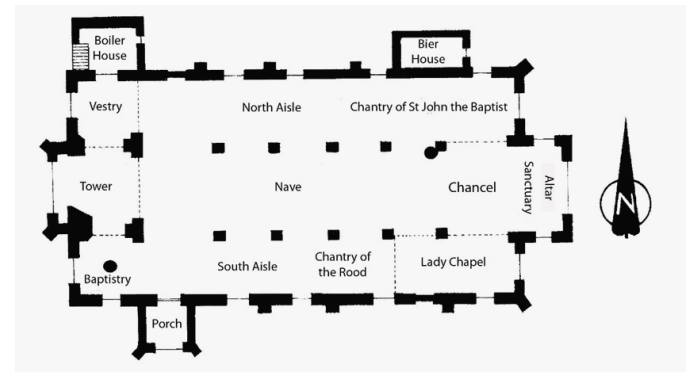 Boiler
House
Bier
House
Vestry
North Aisle
Chantry of St John the Baptist
Tower
Nave
Chancel
Sanctuary
Altar
N
Baptistry
South Aisle
Chantry of
the Rood
Lady Chapel
Porch